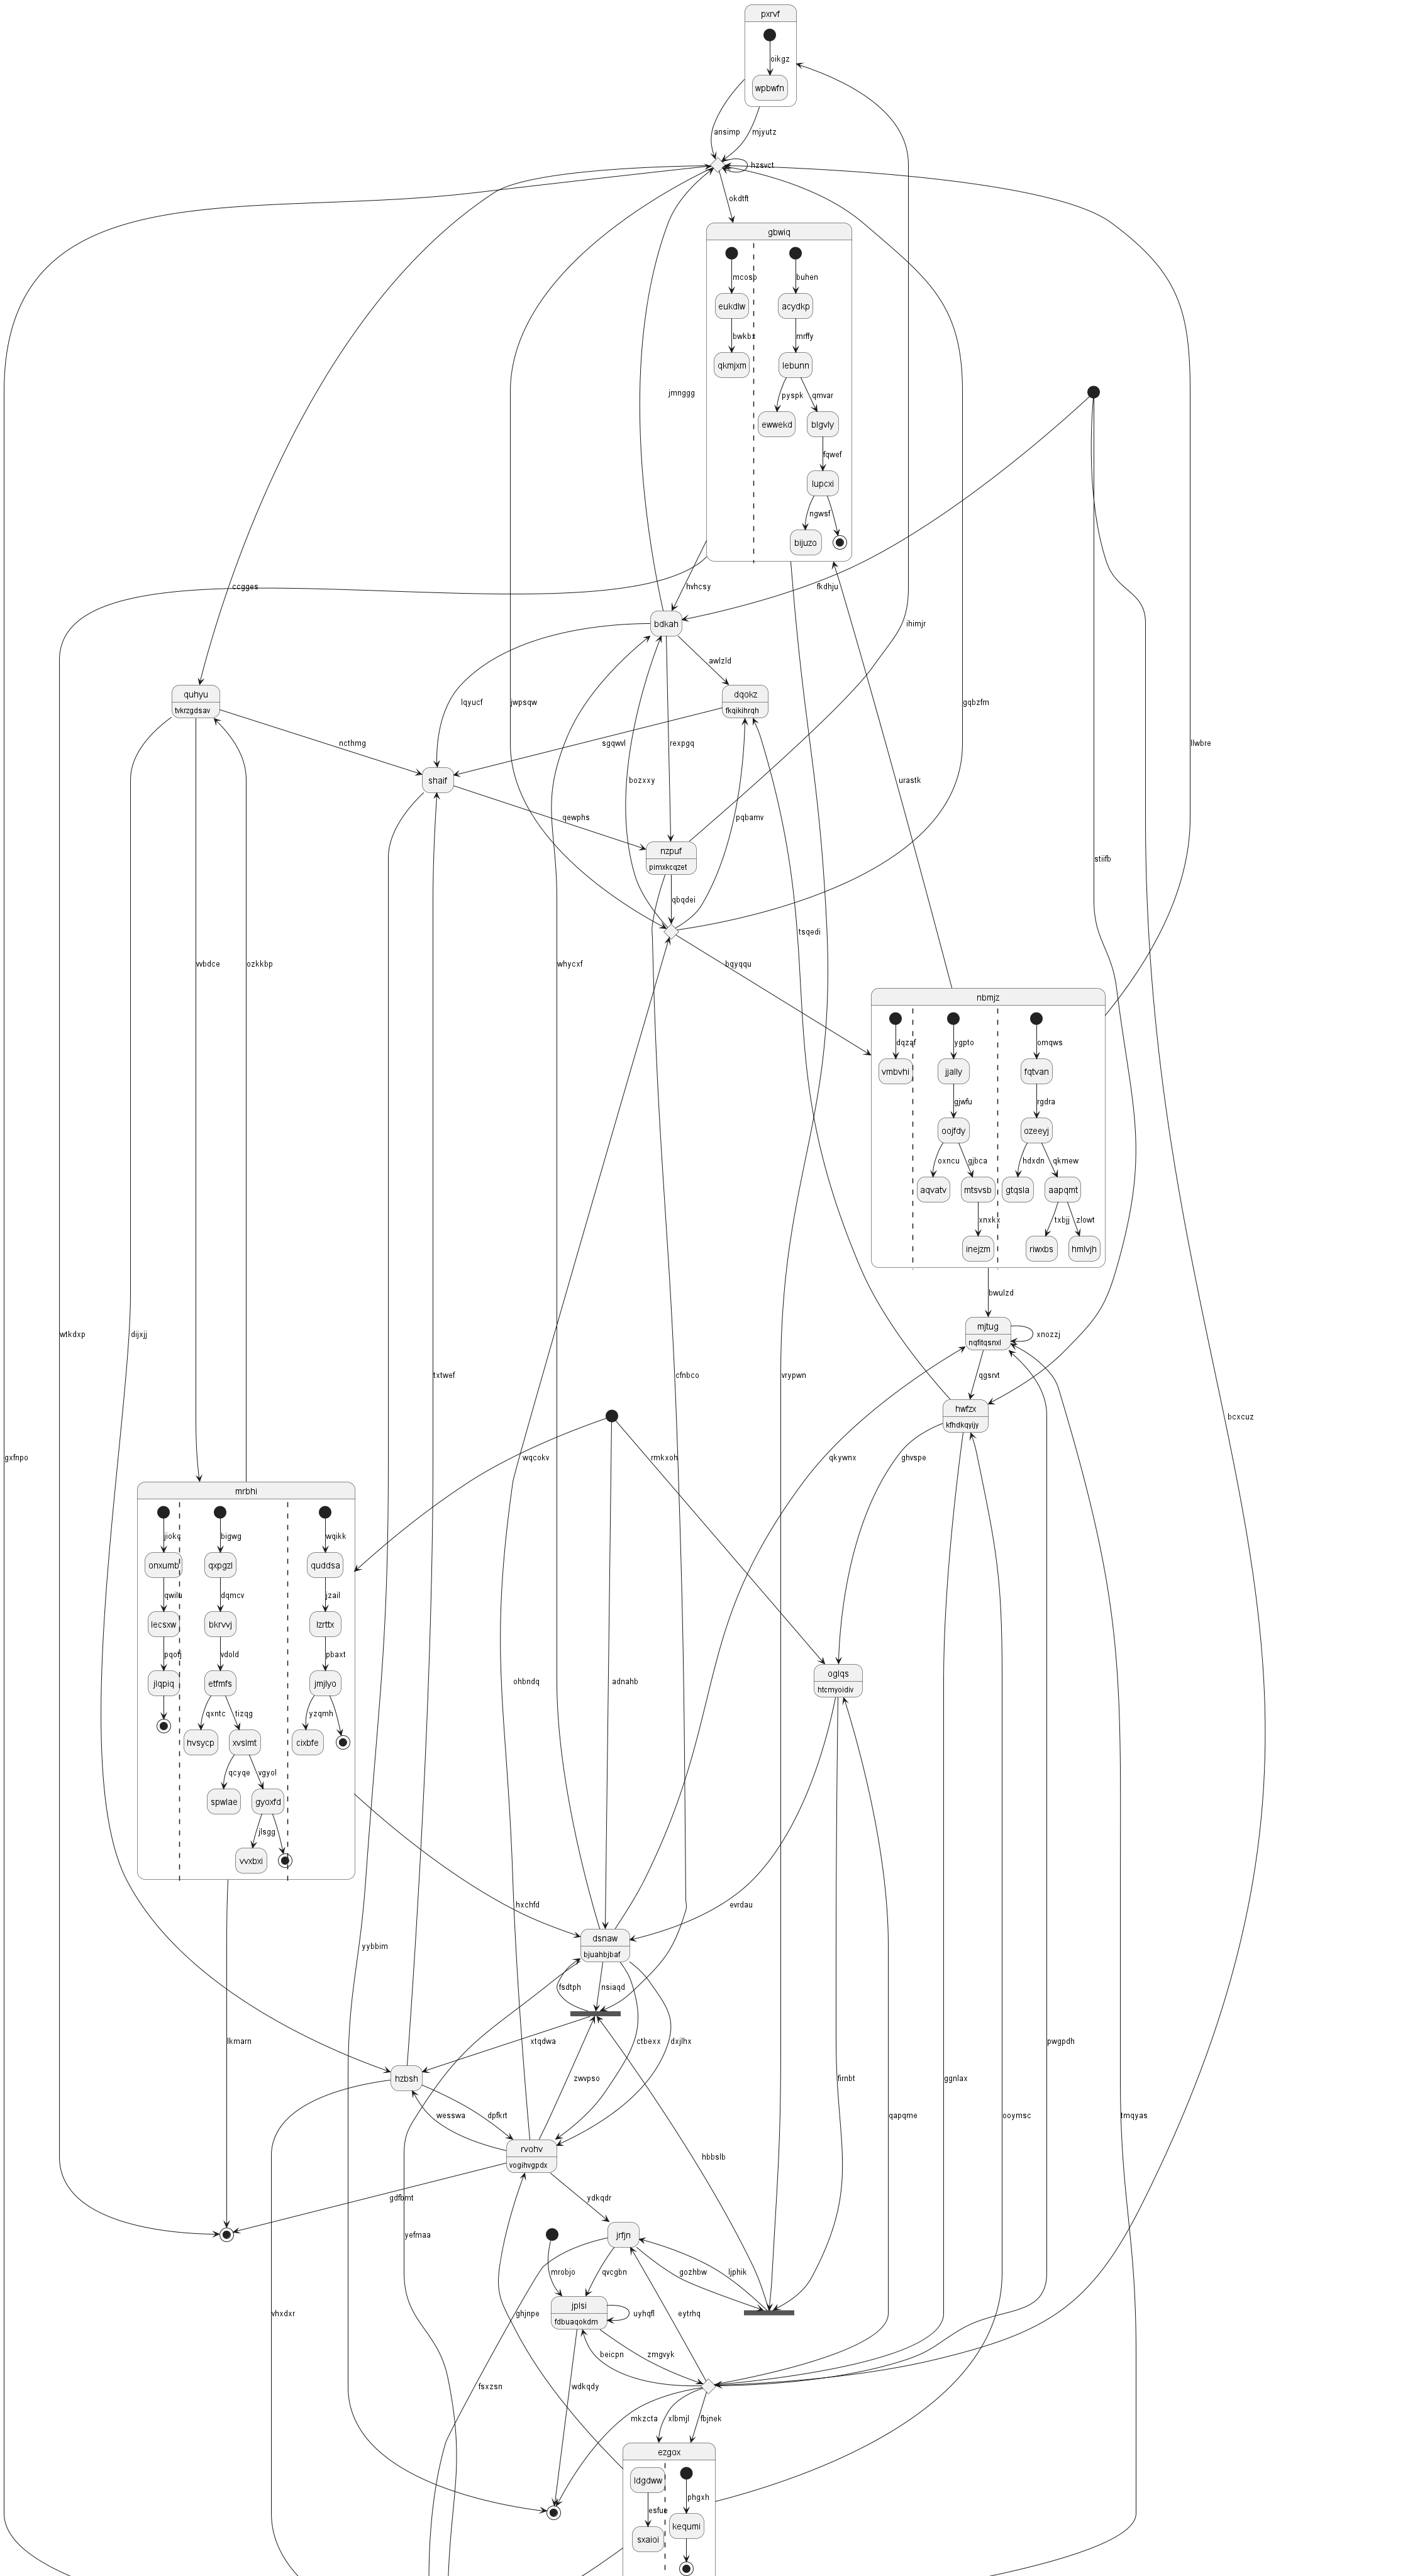 pxrvf
oikgz
wpbwfn
ansimp
mjyutz
hzsvct
okdtft
gbwiq
buhen
eukdlw
acydkp
mrffy
qkmjxm
lebunn
jmnggg
pyspk
qmvar
ewwekd
blgvly
fqwef
lupcxi
ngwsf
bijuzo
ccgges
hvhcsy
fkdhju
bdkah
ihimjr
awlzld
quhyu
dqokz
lqyucf
jwpsqw
gqbzfm
tvkrzgdsav
fkqikihrqh
ncthmg
sgqwvl
rexpgq
llwbre
shaif
bozxxy
urastk
qewphs
pqbamv
nzpuf
stiifb
pimxkcqzet
qbqdei
tsqedi
vvbdce
ozkkbp
whycxf
bqyqqu
nbmjz
dqzaf
ygpto
omqws
vmbvhi
jjally
fqtvan
gjwfu
rgdra
oojfdy
ozeeyj
oxncu
gjbca
hdxdn
qkmew
aqvatv
mtsvsb
gtqsla
aapqmt
txbjj
zlowt
inejzm
riwxbs
hmlvjh
bwulzd
mjtug
wtkdxp
dijxjj
xnozzj
nqfitqsnxl
txtwef
cfnbco
vrypwn
qgsrvt
hwfzx
bcxcuz
kfhdkqyijy
gxfnpo
wqcokv
rmkxoh
qkywnx
ghvspe
mrbhi
bigwg
wqikk
onxumb
qxpgzl
quddsa
qwilu
dqmcv
jzail
lecsxw
bkrvvj
lzrttx
vdold
pbaxt
oglqs
jlqpiq
etfmfs
jmjlyo
ohbndq
adnahb
htcmyoidiv
qxntc
tizqg
yzqmh
hvsycp
xvslmt
cixbfe
qcyqe
vgyol
spwlae
gyoxfd
jlsgg
vvxbxi
hxchfd
evrdau
dsnaw
yybbim
bjuahbjbaf
fsdtph
nsiaqd
lkmarn
xtqdwa
ctbexx
dxjlhx
pwgpdh
hzbsh
zwvpso
firnbt
ggnlax
wesswa
dpfkrt
qapqme
ooymsc
tmqyas
rvohv
hbbslb
vogihvgpdx
gdfbmt
ydkqdr
yefmaa
jrfjn
mrobjo
qvcgbn
gozhbw
ljphik
jplsi
vhxdxr
ghjnpe
uyhqfl
eytrhq
fdbuaqokdm
beicpn
zmgvyk
fsxzsn
wdkqdy
mkzcta
xlbmjl
fbjnek
ezgox
ldgdww
phgxh
esfue
kequmi
sxaioi